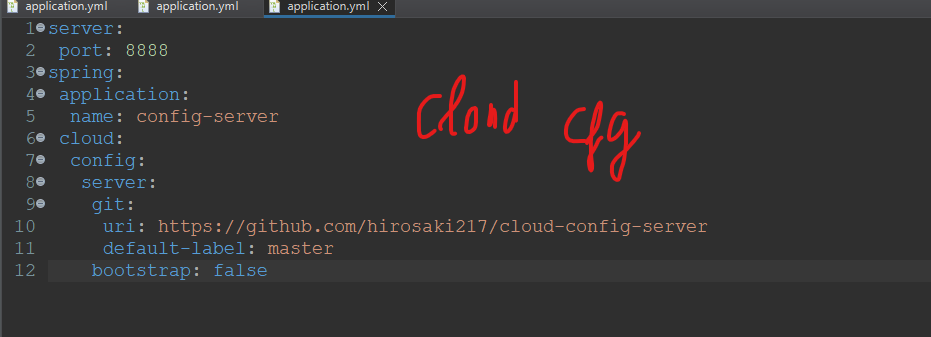 application.yml application.yml application.yml
1 server:
2 port: 8888
3 spring:
4 application:
5 name: config-server
6 cloud:
7 config:
8 server:
9 git:
10 uri: https://github.com/hirosaki217/cloud-config-server
11 default-label: master
12 bootstrap: false
Cloud cfg